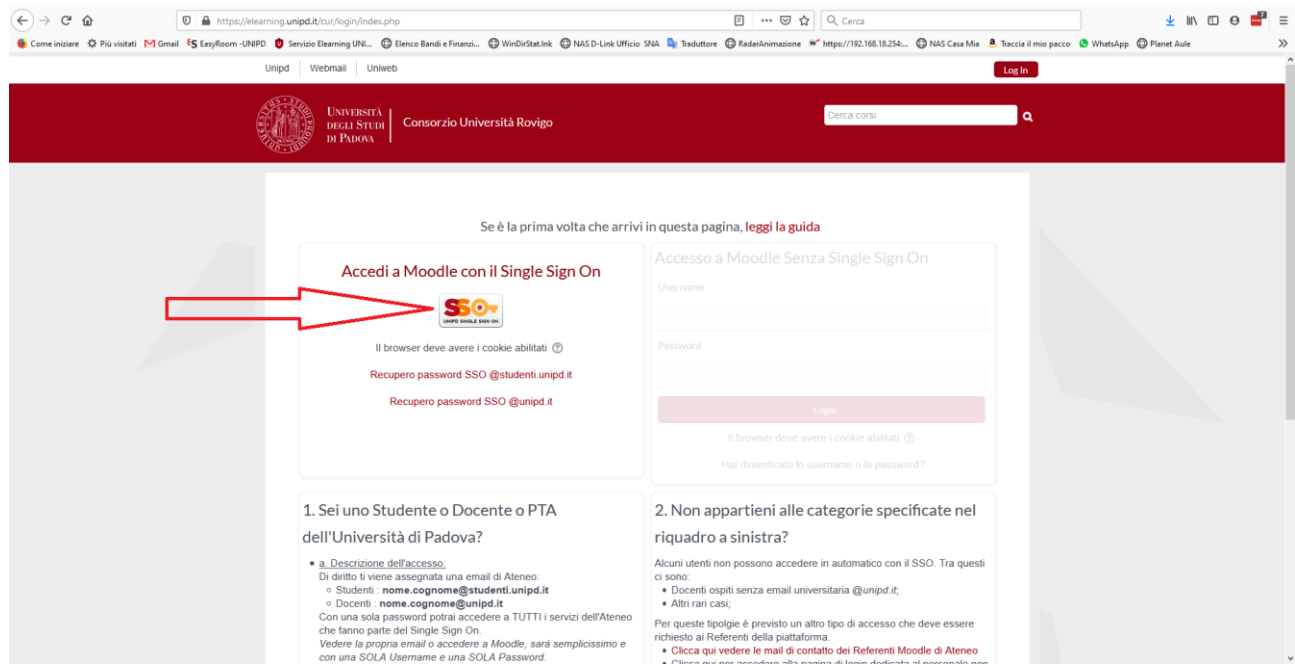 https://elearning.unipd.it/cur/login/index.php
Cerca
Come iniziare Più visitati Gmail EasyRoom -UNIPD Servizio Elearning UNI... Elenco Bandi e Finanzi... WinDirStat.lnk NAS D-Link Ufficio SNA Traduttore RadarAnimazione https://192.168.18.254:... NAS Casa Mia Traccia il mio pacco WhatsApp Planet Aule
Unipd Webmail Uniweb
Log In
UNIVERSITÀ
DEGLI STUDI
DI PADOVA
Consorzio Università Rovigo
Cerca corsi
Se è la prima volta che arrivi in questa pagina, leggi la guida
Accedi a Moodle con il Single Sign On
SSO
UNIPD SINGLE SIGN ON
Il browser deve avere i cookie abilitati
Recupero password SSO @studenti.unipd.it
Recupero password SSO @unipd.it
Accesso a Moodle Senza Single Sign On
Username
Password
Login
Il browser deve avere i cookie abilitati
Hai dimenticato lo username o la password?
1. Sei uno Studente o Docente o PTA
dell'Università di Padova?
a. Descrizione dell'accesso:
Di diritto ti viene assegnata una email di Ateneo:
Studenti : nome.cognome@studenti.unipd.it
Docenti : nome.cognome@unipd.it
Con una sola password potrai accedere a TUTTI i servizi dell'Ateneo
che fanno parte del Single Sign On.
Vedere la propria email o accedere a Moodle, sarà semplicissimo e
con una SOLA Username e una SOLA Password.
2. Non appartieni alle categorie specificate nel
riquadro a sinistra?
Alcuni utenti non possono accedere in automatico con il SSO. Tra questi
ci sono:
Docenti ospiti senza email universitaria @unipd.it;
Altri rari casi;
Per queste tipolgie è previsto un altro tipo di accesso che deve essere
richiesto ai Referenti della piattaforma.
Clicca qui vedere le mail di contatto dei Referenti Moodle di Ateneo
Clicca qui per accedere alla pagina di login dedicata al personale non